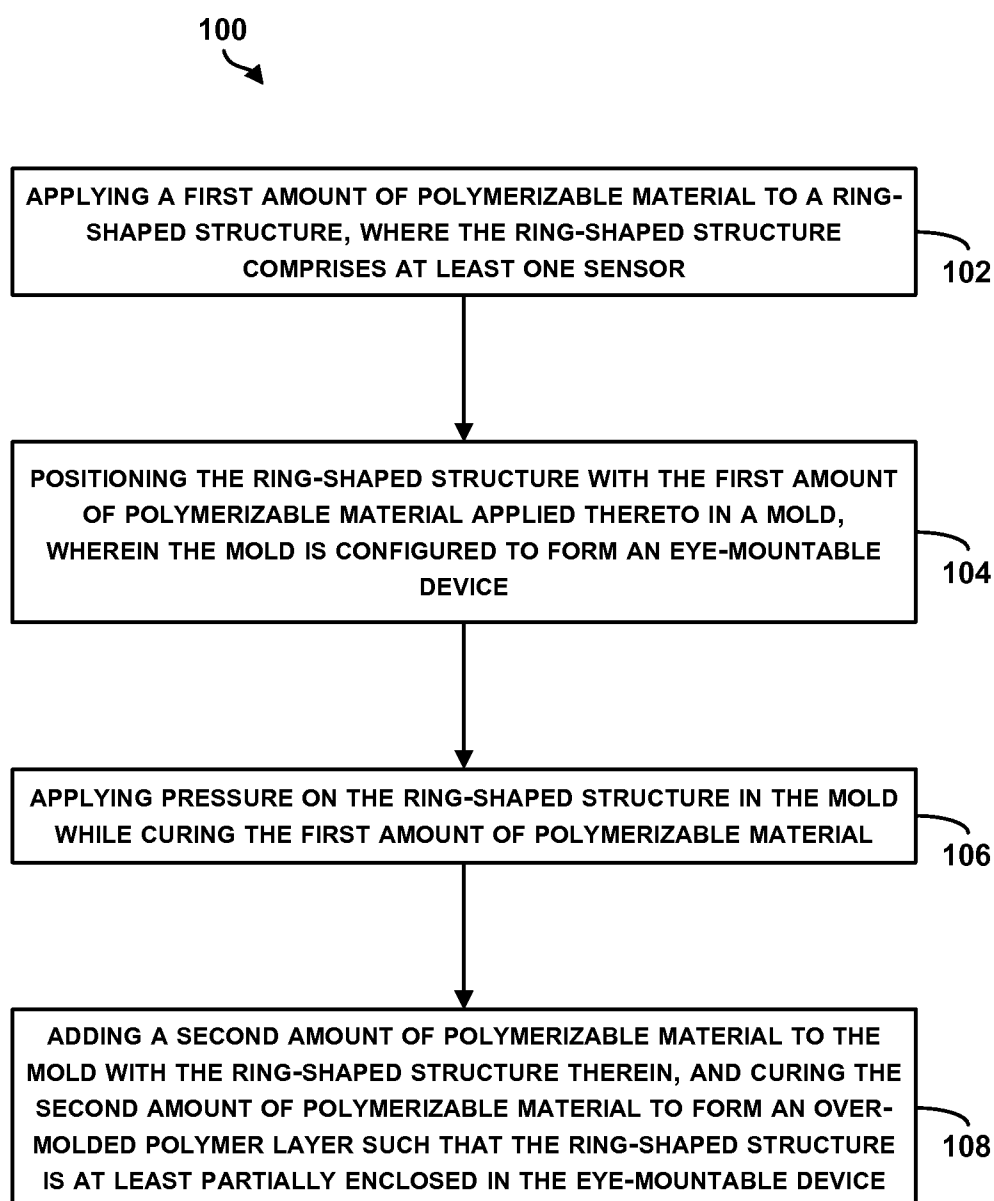 100
APPLYING A FIRST AMOUNT OF POLYMERIZABLE MATERIAL TO A RING-
SHAPED STRUCTURE, WHERE THE RING-SHAPED STRUCTURE
COMPRISES AT LEAST ONE SENSOR
102
POSITIONING THE RING-SHAPED STRUCTURE WITH THE FIRST AMOUNT
OF POLYMERIZABLE MATERIAL APPLIED THERETO IN A MOLD,
WHEREIN THE MOLD IS CONFIGURED TO FORM AN EYE-MOUNTABLE
DEVICE
104
APPLYING PRESSURE ON THE RING-SHAPED STRUCTURE IN THE MOLD
WHILE CURING THE FIRST AMOUNT OF POLYMERIZABLE MATERIAL
106
ADDING A SECOND AMOUNT OF POLYMERIZABLE MATERIAL TO THE
MOLD WITH THE RING-SHAPED STRUCTURE THEREIN, AND CURING THE
SECOND AMOUNT OF POLYMERIZABLE MATERIAL TO FORM AN OVER-
MOLDED POLYMER LAYER SUCH THAT THE RING-SHAPED STRUCTURE
IS AT LEAST PARTIALLY ENCLOSED IN THE EYE-MOUNTABLE DEVICE
108